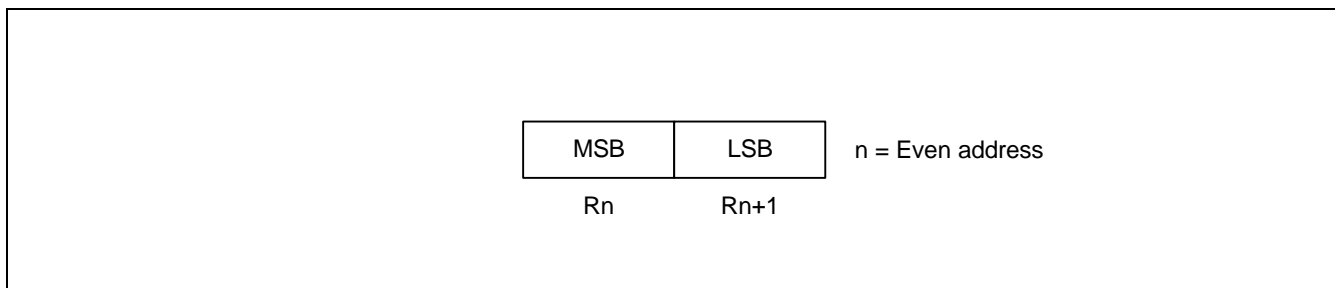 MSB LSB n = Even address
Rn Rn+1